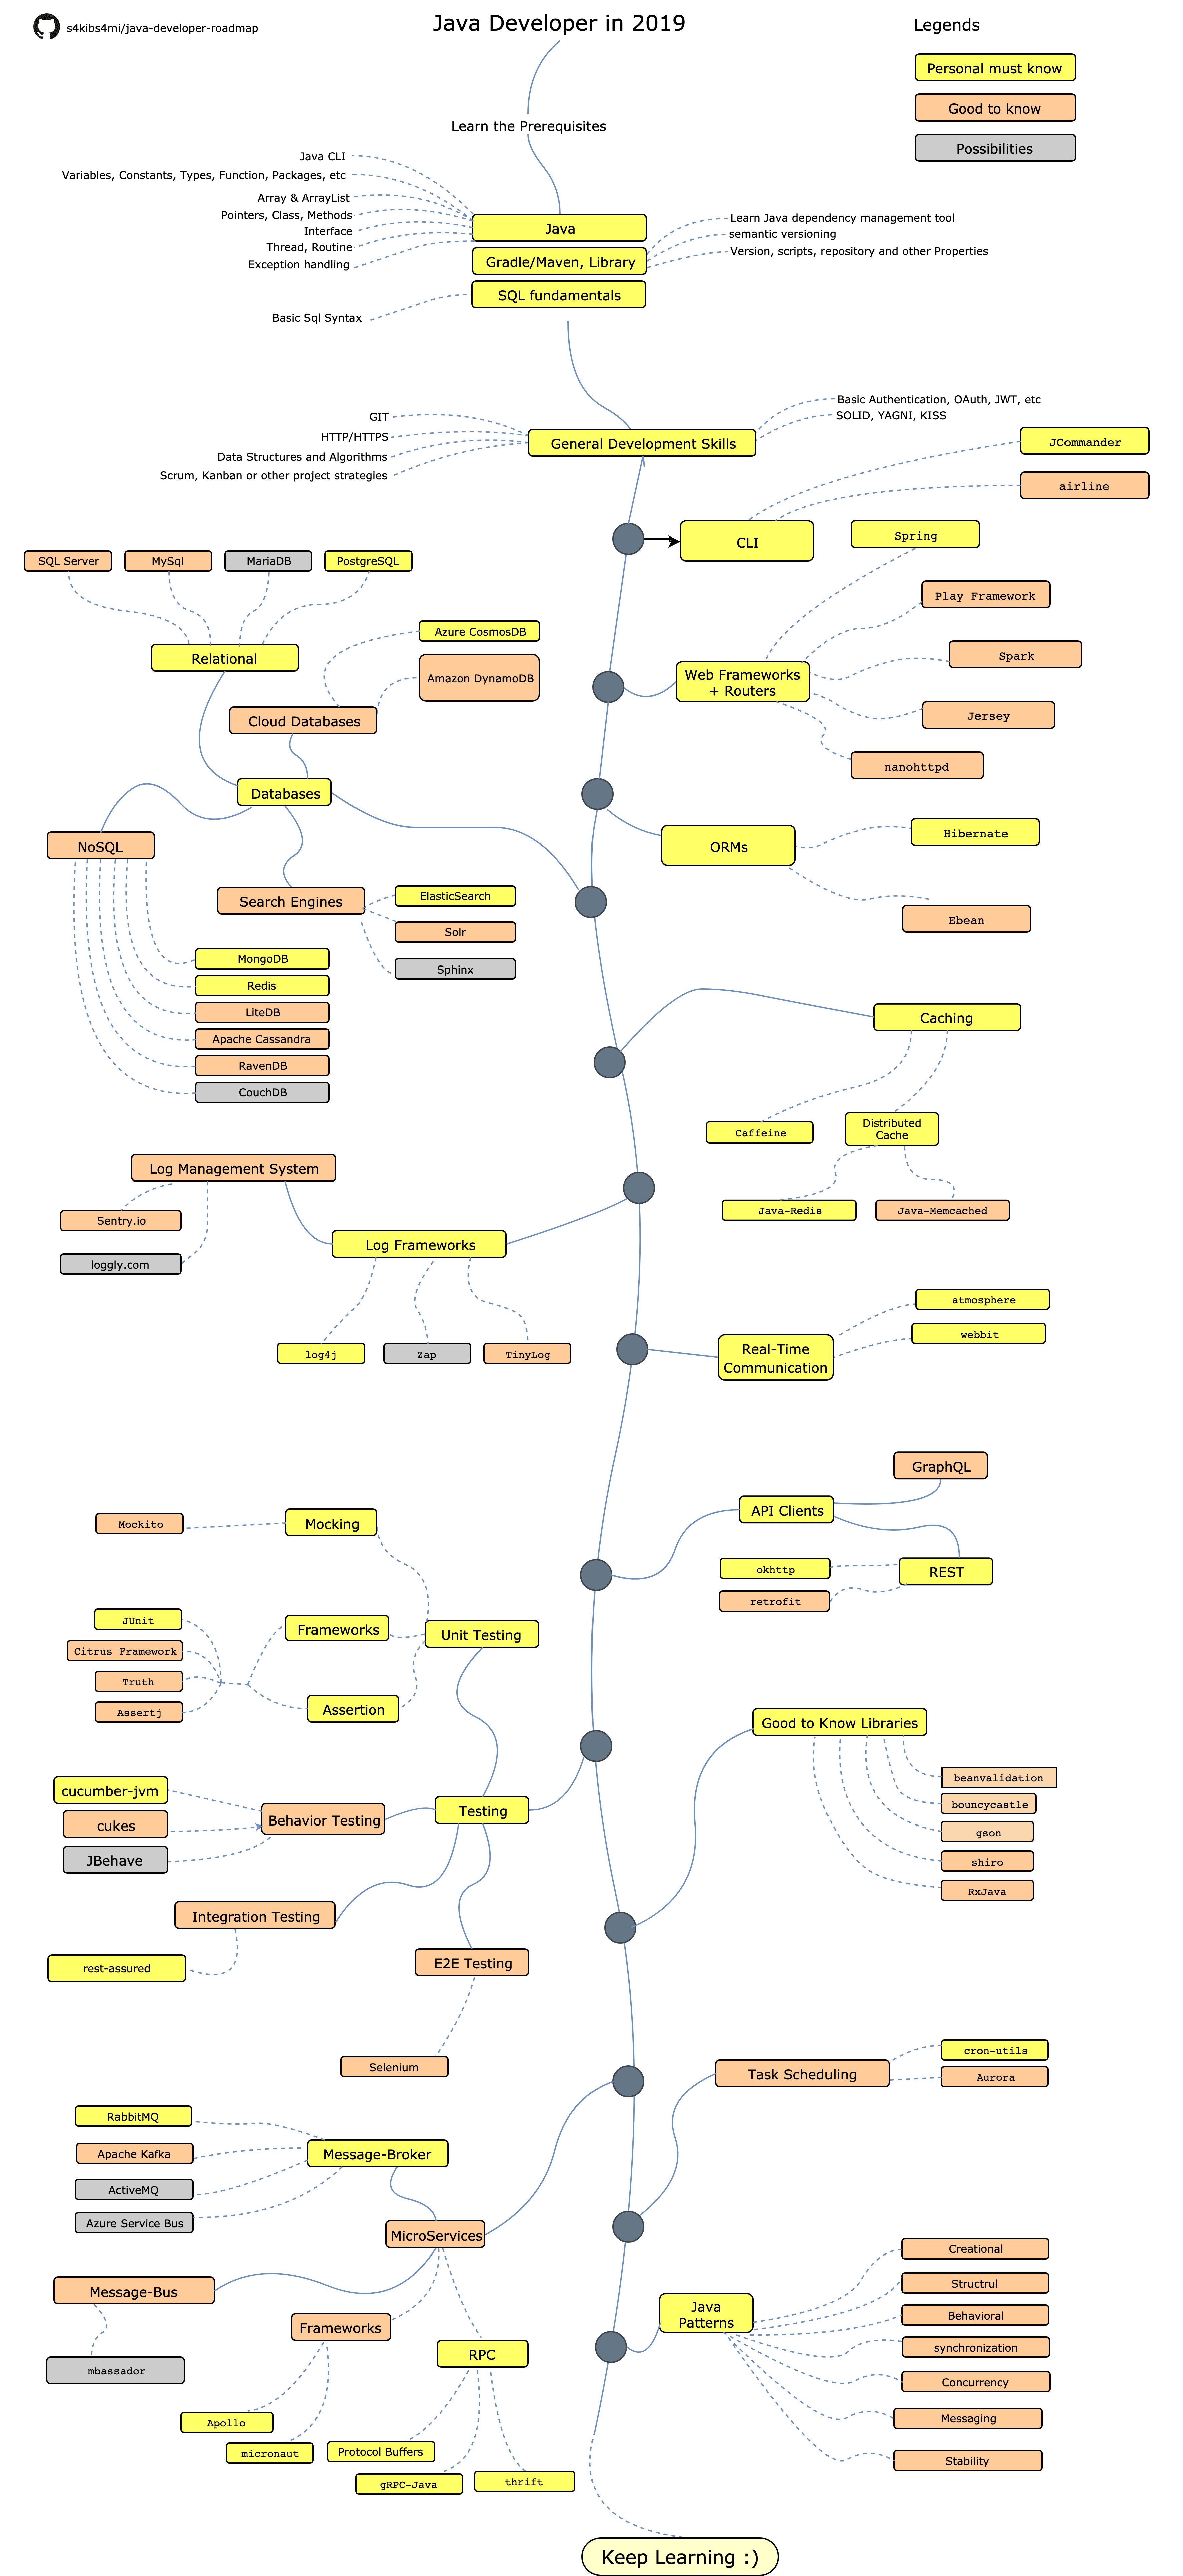 s4kibs4mi/java-developer-roadmap
Java Developer in 2019
Legends
Personal must know
Good to know
Possibilities
Learn the Prerequisites
Java CLI
Variables, Constants, Types, Function, Packages, etc
Array & ArrayList
Pointers, Class, Methods
Interface
Thread, Routine
Exception handling
Java
Gradle/Maven, Library
SQL fundamentals
Learn Java dependency management tool
semantic versioning
Version, scripts, repository and other Properties
Basic Sql Syntax
GIT
HTTP/HTTPS
Data Structures and Algorithms
Scrum, Kanban or other project strategies
General Development Skills
Basic Authentication, OAuth, JWT, etc
SOLID, YAGNI, KISS
JCommander
airline
CLI
Spring
Play Framework
Spark
Jersey
nanohttpd
Web Frameworks
+ Routers
SQL Server
MySql
MariaDB
PostgreSQL
Relational
Azure CosmosDB
Amazon DynamoDB
Cloud Databases
Databases
NoSQL
Search Engines
ElasticSearch
Solr
Sphinx
MongoDB
Redis
LiteDB
Apache Cassandra
RavenDB
CouchDB
ORMs
Hibernate
Ebean
Caching
Caffeine
Distributed
Cache
Java-Redis
Java-Memcached
Log Management System
Sentry.io
loggly.com
Log Frameworks
log4j
Zap
TinyLog
Real-Time
Communication
atmosphere
webbit
GraphQL
API Clients
REST
okhttp
retrofit
Mockito
Mocking
JUnit
Citrus Framework
Truth
Assertj
Frameworks
Unit Testing
Assertion
Good to Know Libraries
beanvalidation
bouncycastle
gson
shiro
RxJava
cucumber-jvm
cukes
JBehave
Behavior Testing
Testing
Integration Testing
rest-assured
E2E Testing
Selenium
Task Scheduling
cron-utils
Aurora
RabbitMQ
Apache Kafka
ActiveMQ
Azure Service Bus
Message-Broker
MicroServices
Message-Bus
mbassador
Frameworks
Apollo
micronaut
RPC
Protocol Buffers
gRPC-Java
thrift
Java
Patterns
Creational
Structrul
Behavioral
synchronization
Concurrency
Messaging
Stability
Keep Learning :)